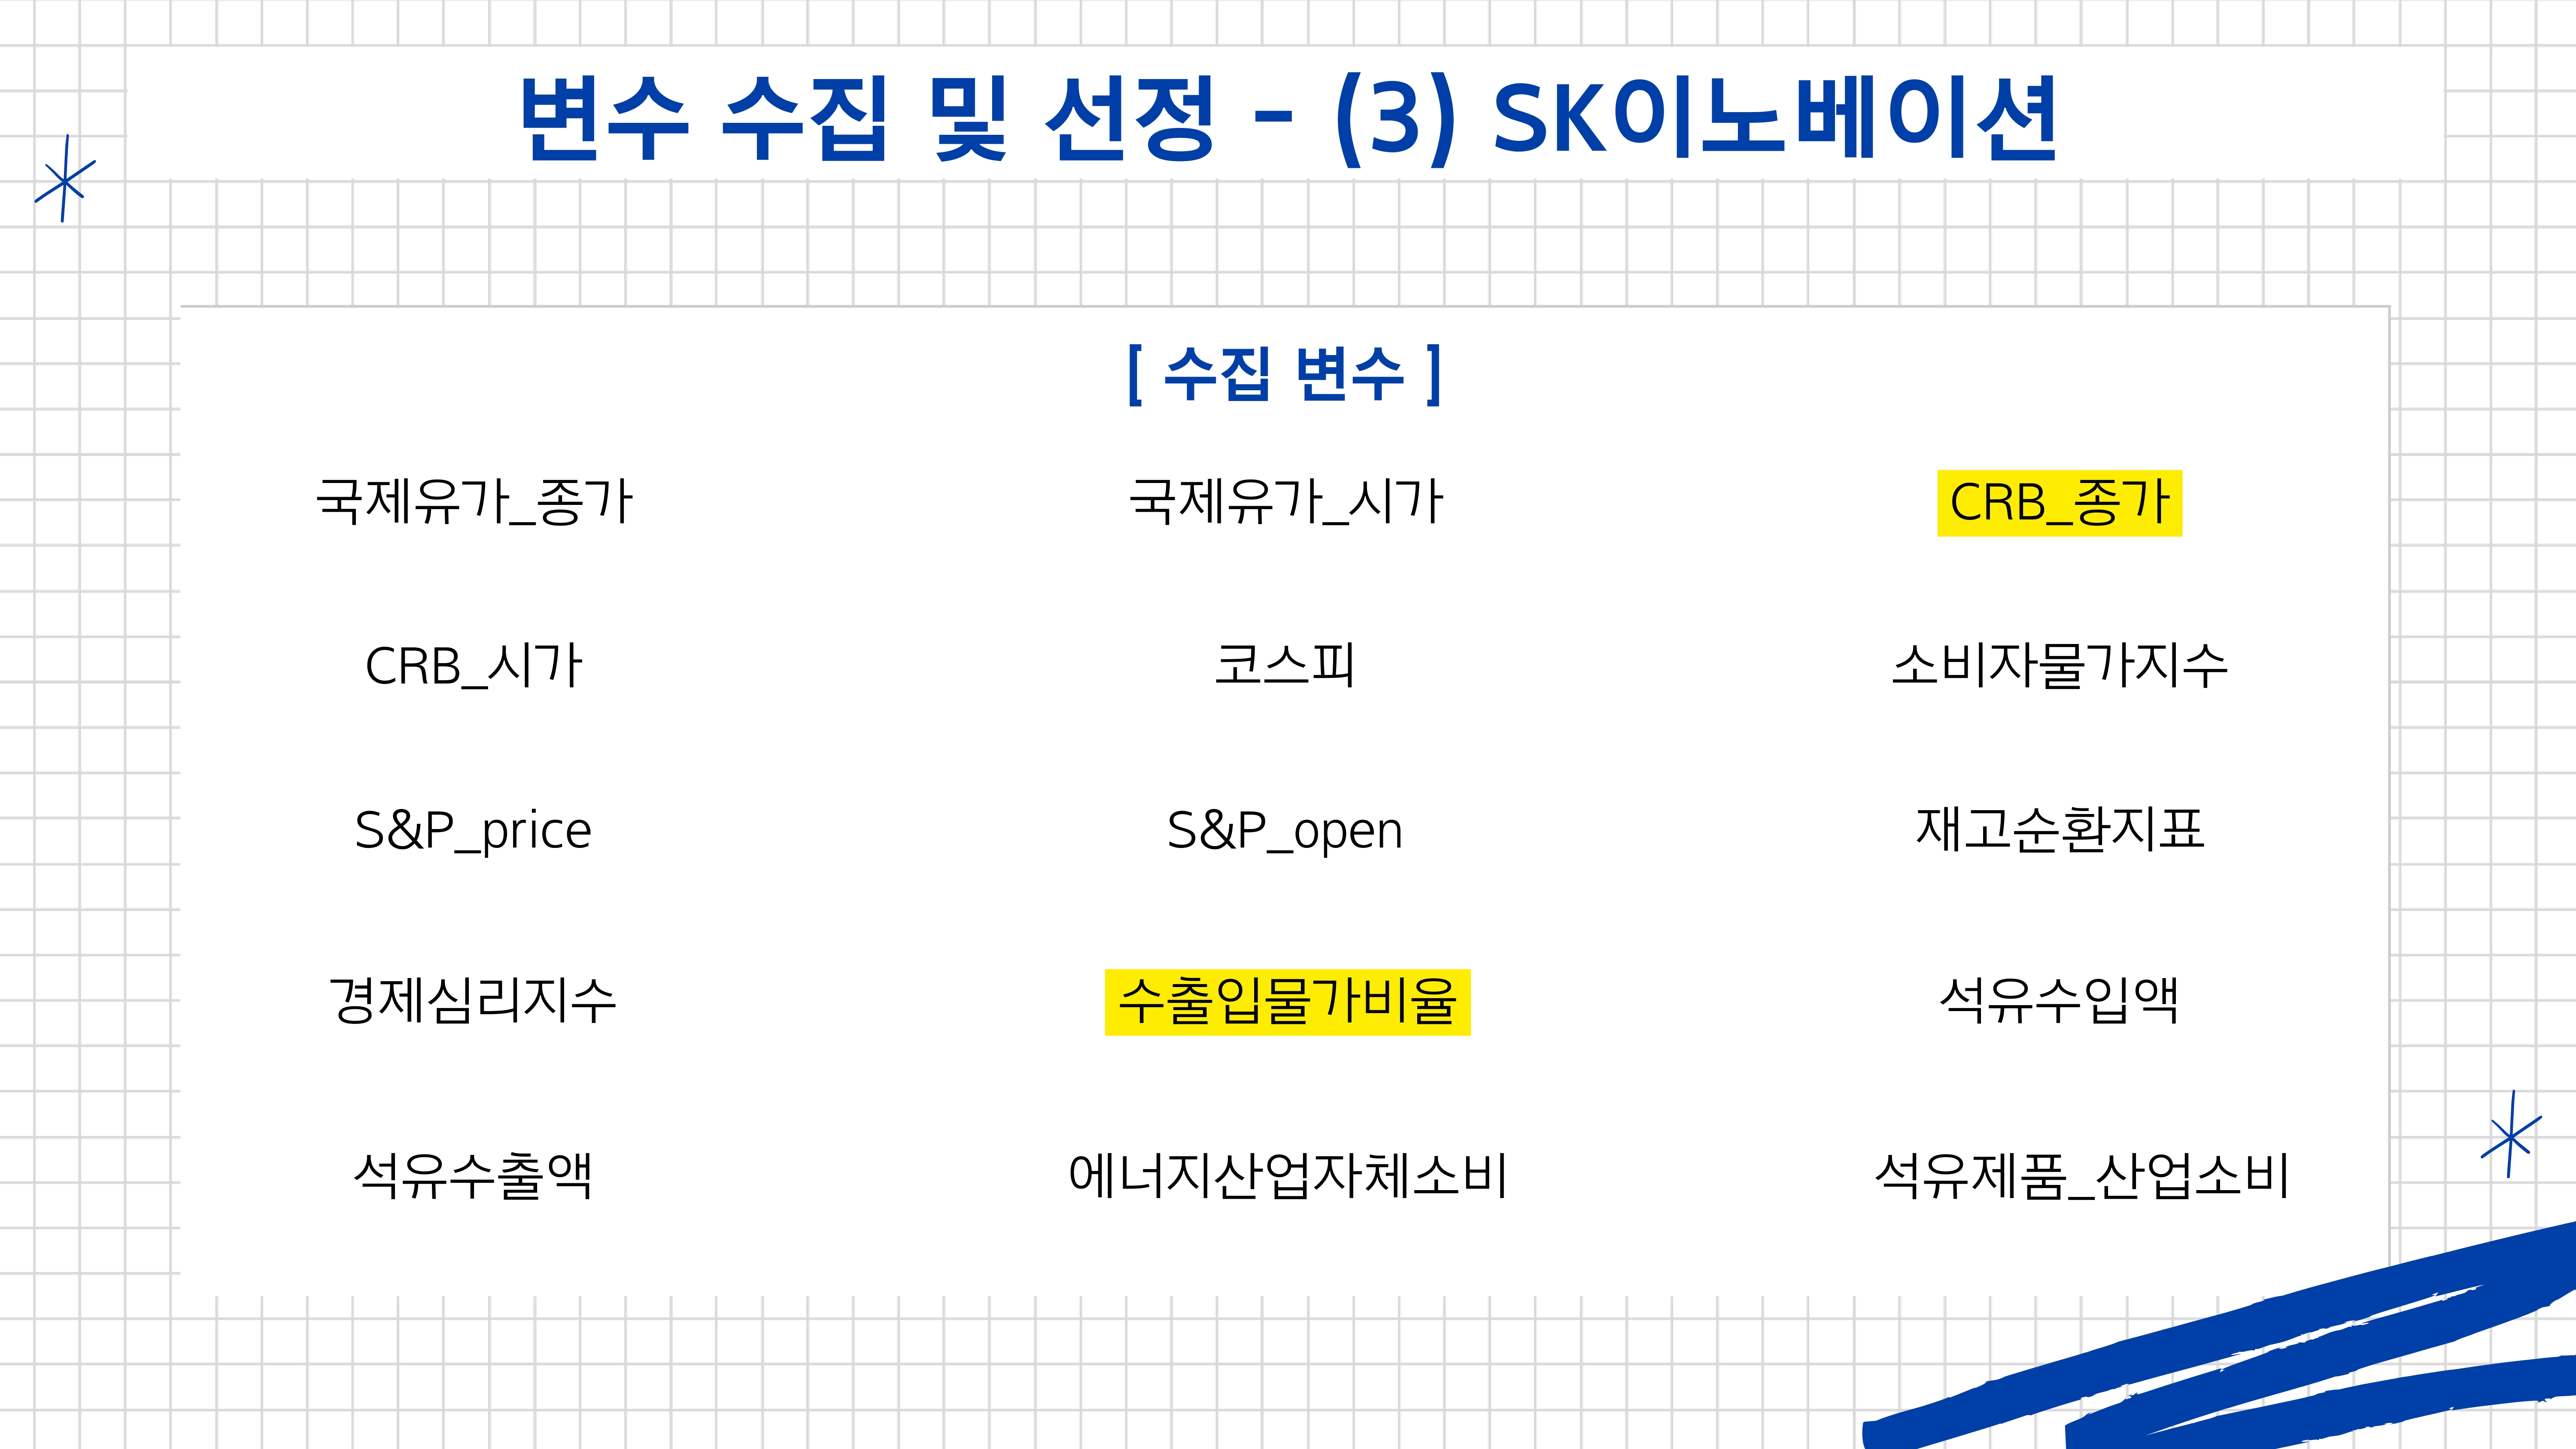 변수 수집 및 선정 - (3) SK이노베이션
[ 수집 변수 ]
국제유가_종가 국제유가_시가 CRB_종가
CRB_시가 코스피 소비자물가지수
S&P_price S&P_open 재고순환지표
경제심리지수 수출입물가비율 석유수입액
석유수출액 에너지산업자체소비 석유제품_산업소비